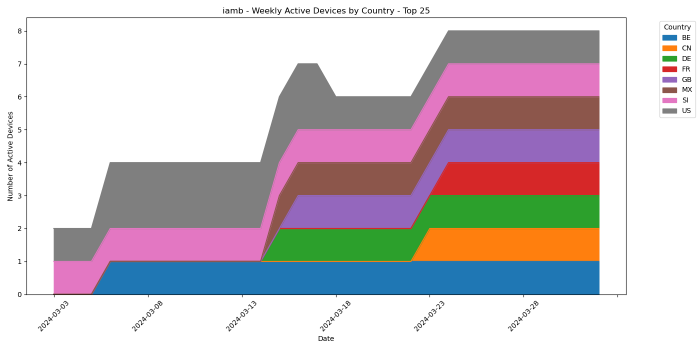 iamb - Weekly Active Devices by Country - Top 25
Number of Active Devices
8
7
6
5
4
3
2
1
0
2024-03-03
2024-03-08
2024-03-13
2024-03-18
2024-03-23
2024-03-28
Date
Country
BE
CN
DE
FR
GB
MX
SI
US